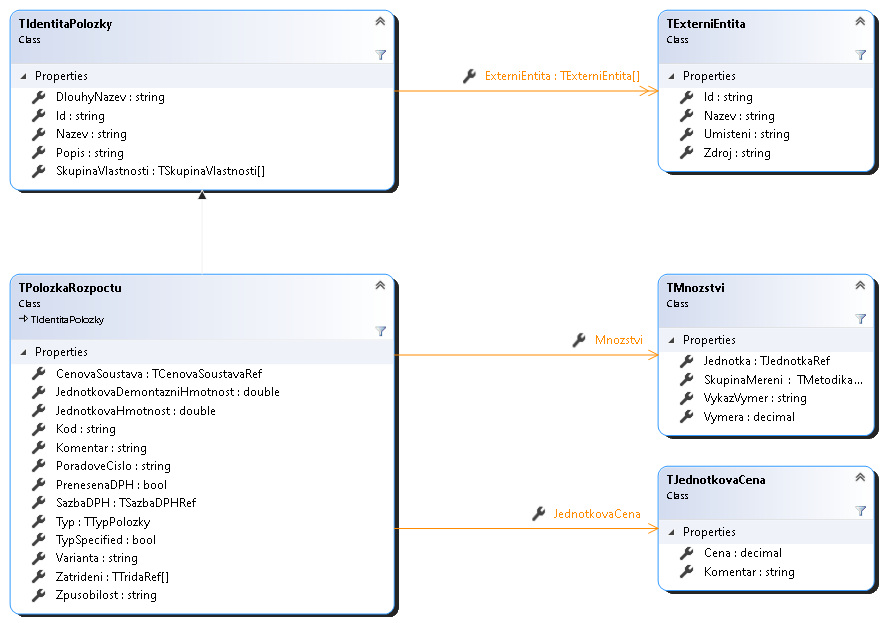 TIdentitaPolozky
Class
Properties
DlouhyNazev : string
Id : string
Nazev : string
Popis : string
SkupinaVlastnosti : TSkupinaVlastnosti[]
ExterniEntita : TExterniEntita[]
TExterniEntita
Class
Properties
Id : string
Nazev : string
Umisteni : string
Zdroj : string
TPolozkaRozpoctu
Class
TIdentitaPolozky
Properties
CenovaSoustava : TCenovaSoustavaRef
JednotkovaDemontazniHmotnost : double
JednotkovaHmotnost : double
Kod : string
Komentar : string
PoradoveCislo : string
PrenesenaDPH : bool
SazbaDPH : TSazbaDPHRef
Typ : TTypPolozky
TypSpecified : bool
Varianta : string
Zatrideni : TTridaRef[]
Zpusobilost : string
Mnozstvi
TMnozstvi
Class
Properties
Jednotka : TJednotkaRef
SkupinaMereni : TMetodika...
VykazVymer : string
Vymera : decimal
JednotkovaCena
TJednotkovaCena
Class
Properties
Cena : decimal
Komentar : string